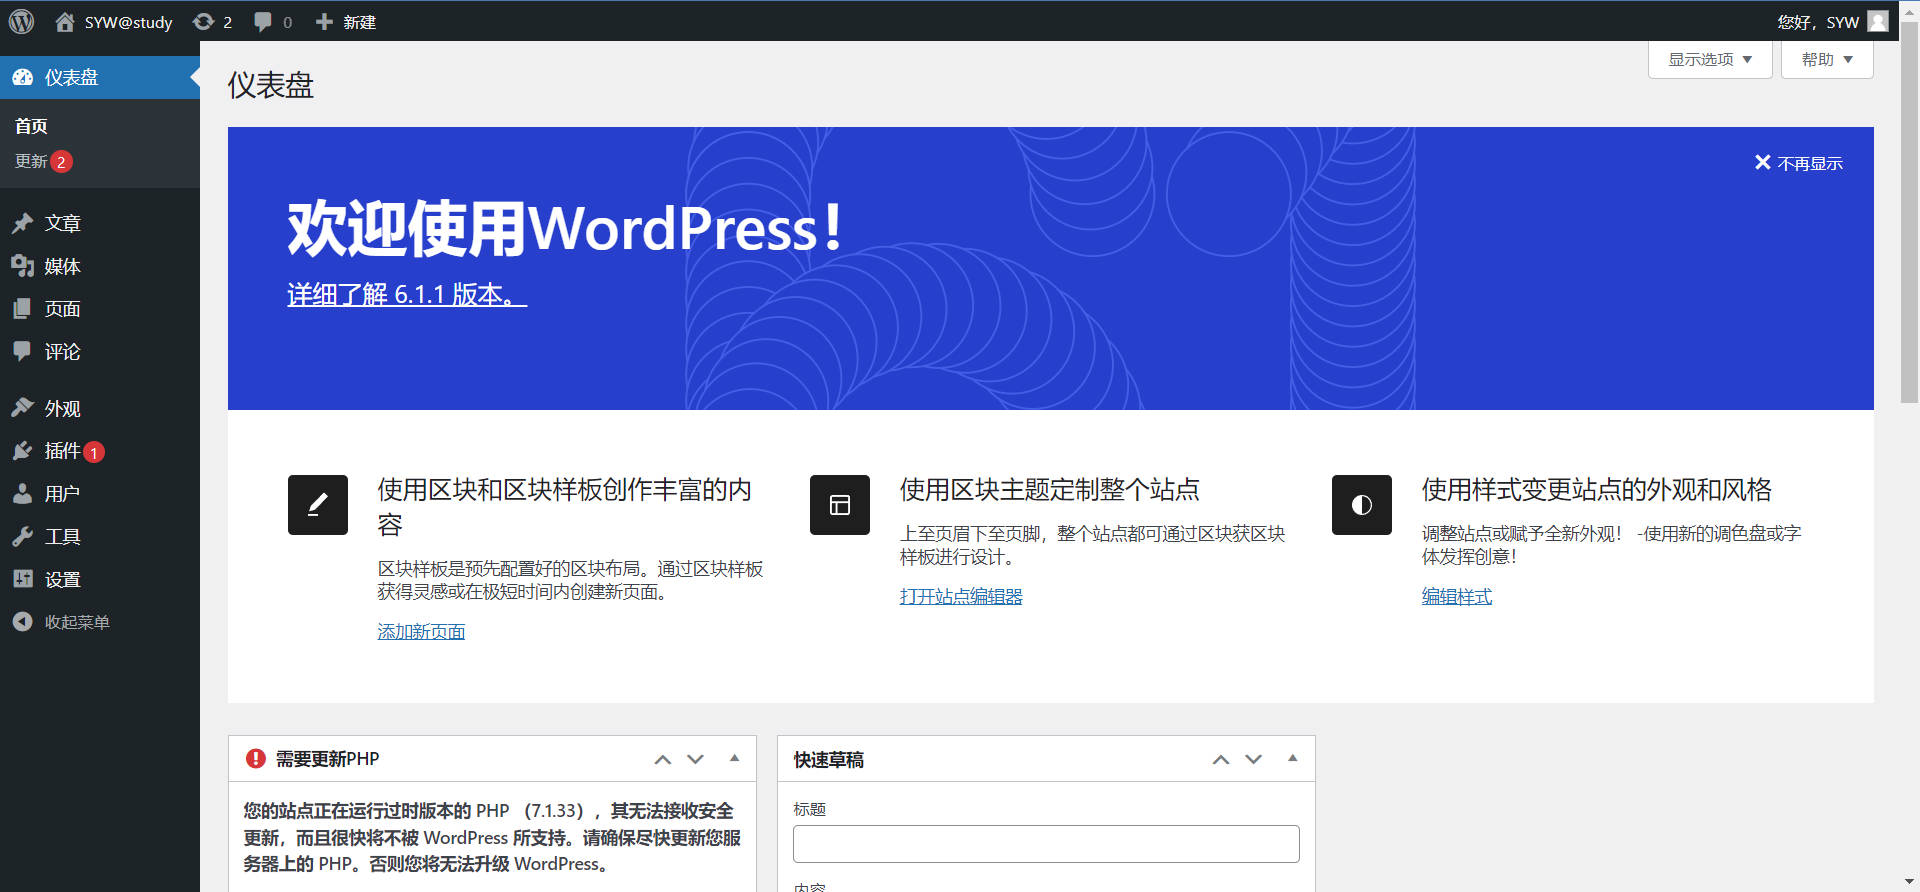 SYW@study
2
0
新建
您好，SYW
仪表盘
首页
更新 2
文章
媒体
页面
评论
外观
插件 1
用户
工具
设置
收起菜单
显示选项
帮助
仪表盘
不再显示
欢迎使用WordPress！
详细了解 6.1.1 版本。
使用区块和区块样板创作丰富的内
容
区块样板是预先配置好的区块布局。通过区块样板
获得灵感或在极短时间内创建新页面。
添加新页面
使用区块主题定制整个站点
上至页眉下至页脚，整个站点都可通过区块获区块
样板进行设计。
打开站点编辑器
使用样式变更站点的外观和风格
调整站点或赋予全新外观！ -使用新的调色盘或字
体发挥创意！
编辑样式
需要更新PHP
您的站点正在运行过时版本的 PHP （7.1.33），其无法接收安全
更新，而且很快将不被 WordPress 所支持。请确保尽快更新您服
务器上的 PHP。否则您将无法升级 WordPress。
快速草稿
标题
内容